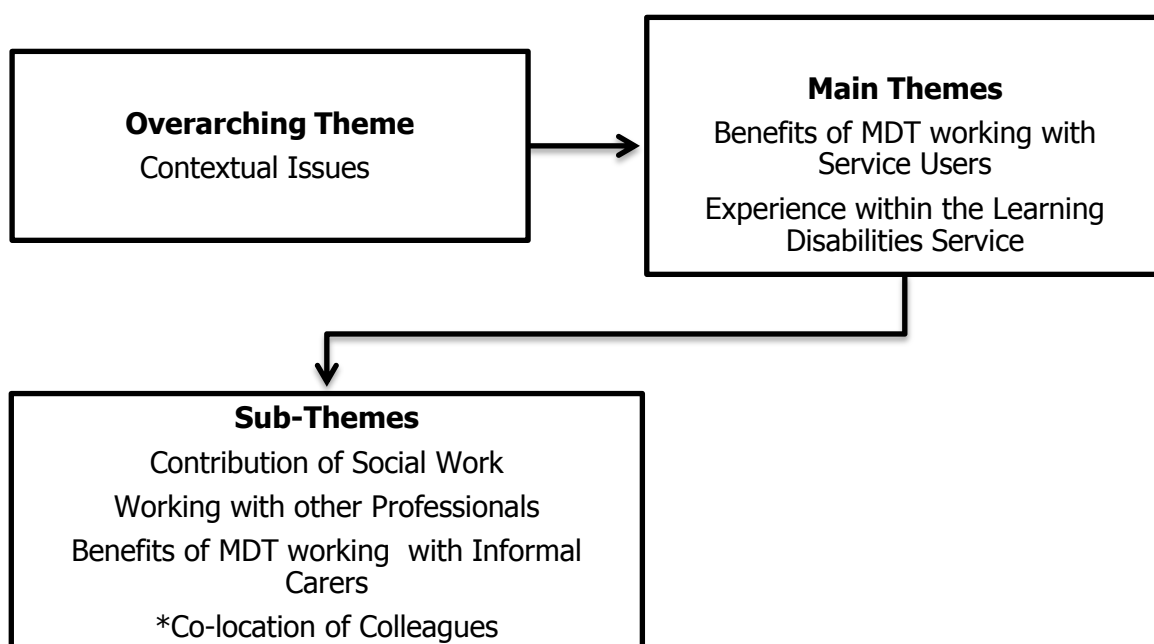 Overarching Theme
Contextual Issues
Main Themes
Benefits of MDT working with
Service Users
Experience within the Learning
Disabilities Service
Sub-Themes
Contribution of Social Work
Working with other Professionals
Benefits of MDT working  with Informal
Carers
*Co-location of Colleagues